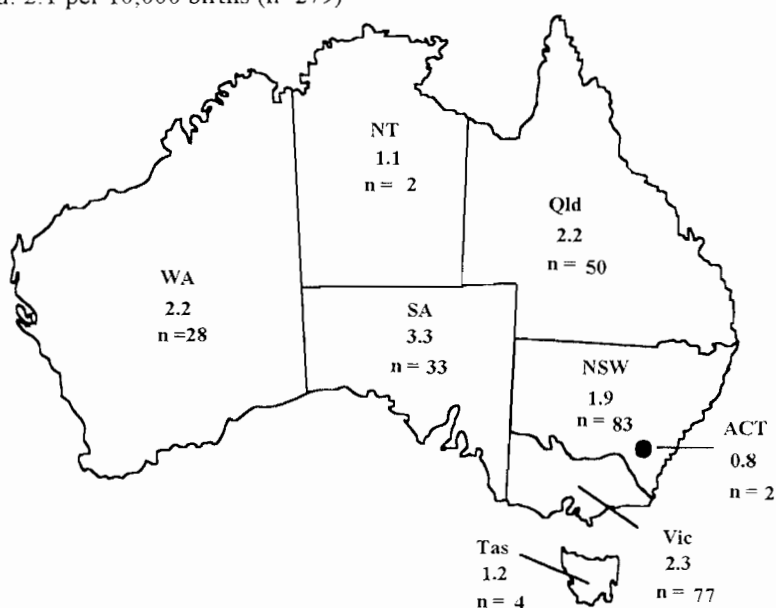 2.1 per 10,000 births (n=279)
NT
1.1
n = 2
Qld
2.2
n = 50
WA
2.2
n =28
SA
3.3
n = 33
NSW
1.9
n = 83
ACT
0.8
n = 2
Vic
2.3
n = 77
Tas
1.2
n = 4